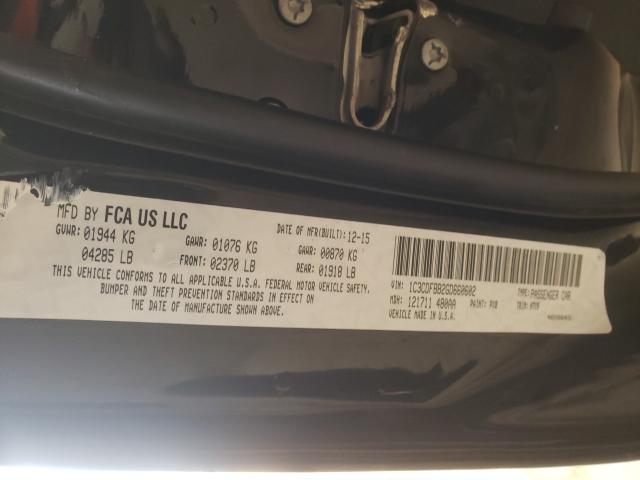 MFD BY FCA US LLC
DATE OF MFR(BUILT): 12-15
GVWR: 01944 KG GAWR: 01076 KG 00870 KG
04285 LB FRONT: 02370 LB REAR: 01918 LB
THIS VEHICLE CONFORMS TO ALL APPLICABLE U.S.A. FEDERAL MOTOR VEHICLE SAFETY,
BUMPER AND THEFT PREVENTION STANDARDS IN EFFECT ON
THE DATE OF MANUFACTURE SHOWN ABOVE.
VIN: 1C3CDFBB2GD660602 TYPE: PASSENGER CAR
MDH: 121711 480AA PAINT: TRIM:
VEHICLE MADE IN U.S.A.